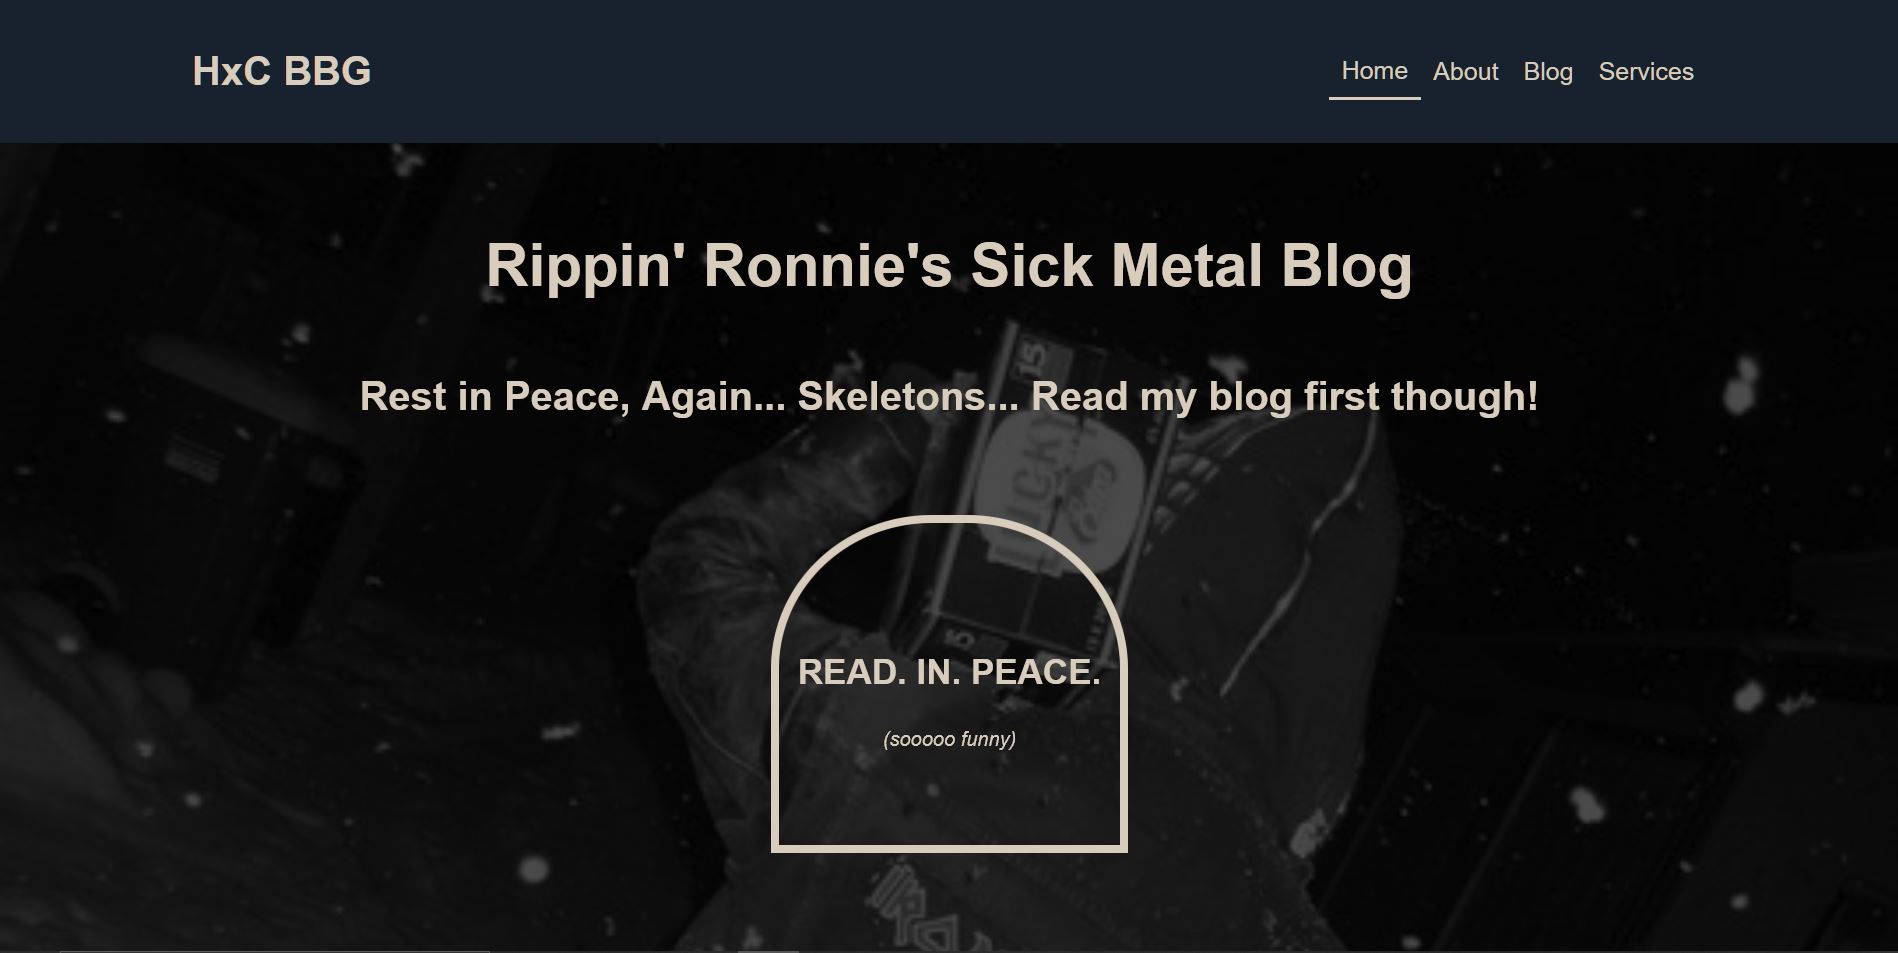 HxC BBG
Home About Blog Services
Rippin' Ronnie's Sick Metal Blog
Rest in Peace, Again... Skeletons... Read my blog first though!
15
READ. IN. PEACE.
(sooooo funny)